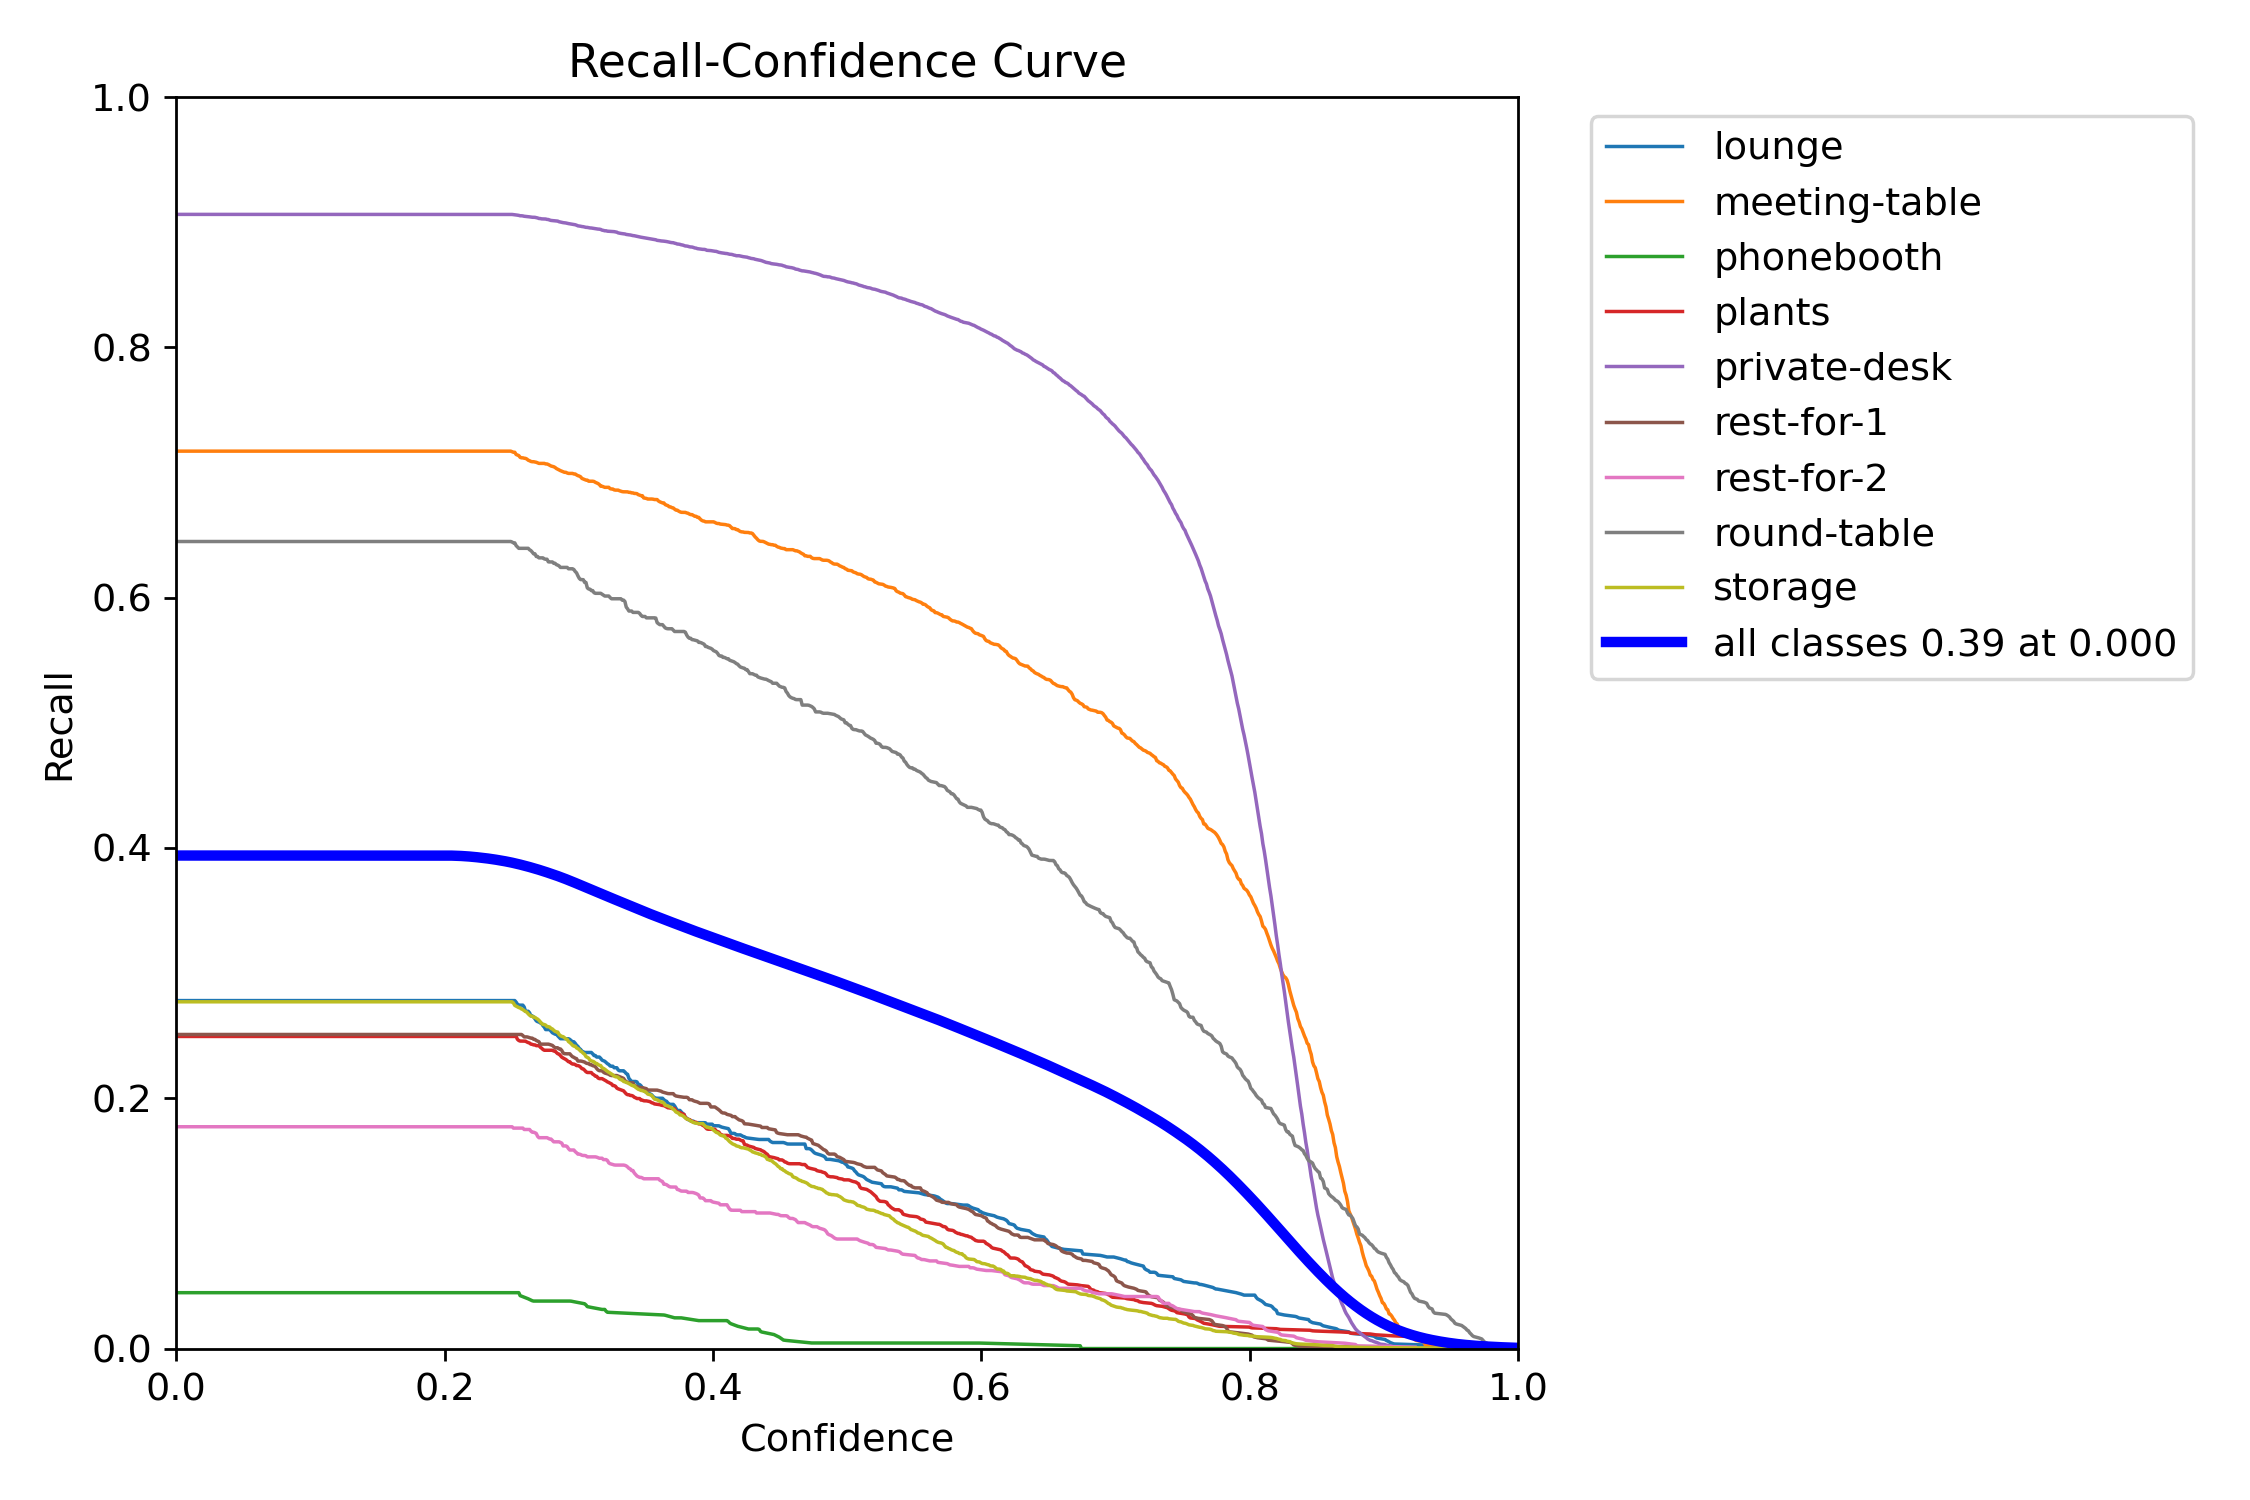 Recall-Confidence Curve
1.0
0.8
0.6
0.4
0.2
0.0
Recall
0.0 0.2 0.4 0.6 0.8 1.0
Confidence
lounge
meeting-table
phonebooth
plants
private-desk
rest-for-1
rest-for-2
round-table
storage
all classes 0.39 at 0.000